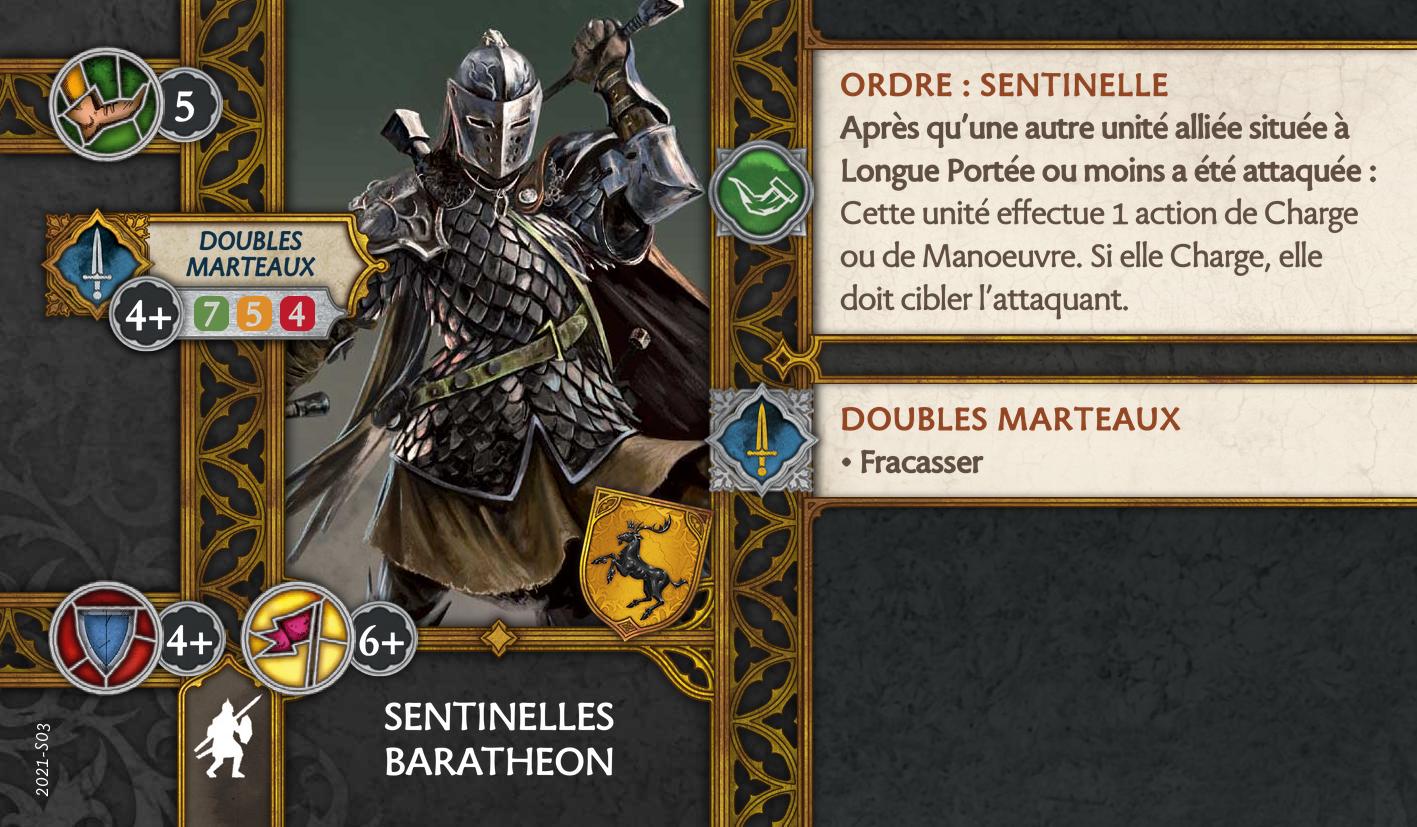 5
DOUBLES
MARTEAUX
4+ 7 5 4
4+ 6+
SENTINELLES
BARATHEON
2021-S03
ORDRE : SENTINELLE
Après qu'une autre unité alliée située à
Longue Portée ou moins a été attaquée :
Cette unité effectue 1 action de Charge
ou de Manoeuvre. Si elle Charge, elle
doit cibler l'attaquant.
DOUBLES MARTEAUX
• Fracasser